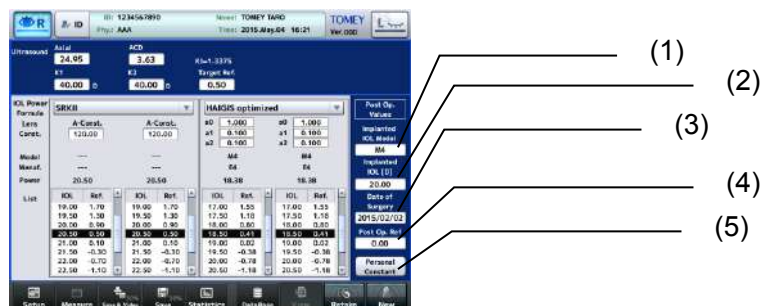 R ID ID: 1234567890 Name: TOMEY TARO TOMEY
Phy.: AAA Time: 2015.May.04 16:21 Ver.000
Ultrasound Axial ACD
24.95 3.63 Ks=1.3375
K1 K2 Target Ref.
40.00 D 40.00 D 0.50
IOL Power Formula SRKII HAIGIS optimized Post Op. Values
Lens Const. A-Const. A-Const. a0 1.000 a0 1.000
120.00 120.00 a1 0.100 a1 0.100
a2 0.100 a2 0.100
Implanted IOL Model
M4
Model --- --- M4 M4
Manuf. --- ---
Implanted IOL [D]
20.00
Power 20.50 20.50 18.38 18.38
Date of Surgery
2015/02/02
List IOL Ref. IOL Ref. IOL Ref. IOL Ref.
19.00 1.70 19.00 1.70 17.00 1.55 17.00 1.55
19.50 1.30 19.50 1.30 17.50 1.18 17.50 1.18
20.00 0.90 20.00 0.90 18.00 0.80 18.00 0.80
20.50 0.50 20.50 0.50 18.50 0.41 18.50 0.41
21.00 0.10 21.00 0.10 19.00 0.02 19.00 0.02
21.50 -0.30 21.50 -0.30 19.50 -0.38 19.50 -0.38
22.00 -0.70 22.00 -0.70 20.00 -0.78 20.00 -0.78
22.50 -1.10 22.50 -1.10 20.50 -1.18 20.50 -1.18
Post Op. Ref
0.00
Personal Constant
Setup Measure Save & Video Save Statistics DataBase Retake New
(1)
(2)
(3)
(4)
(5)